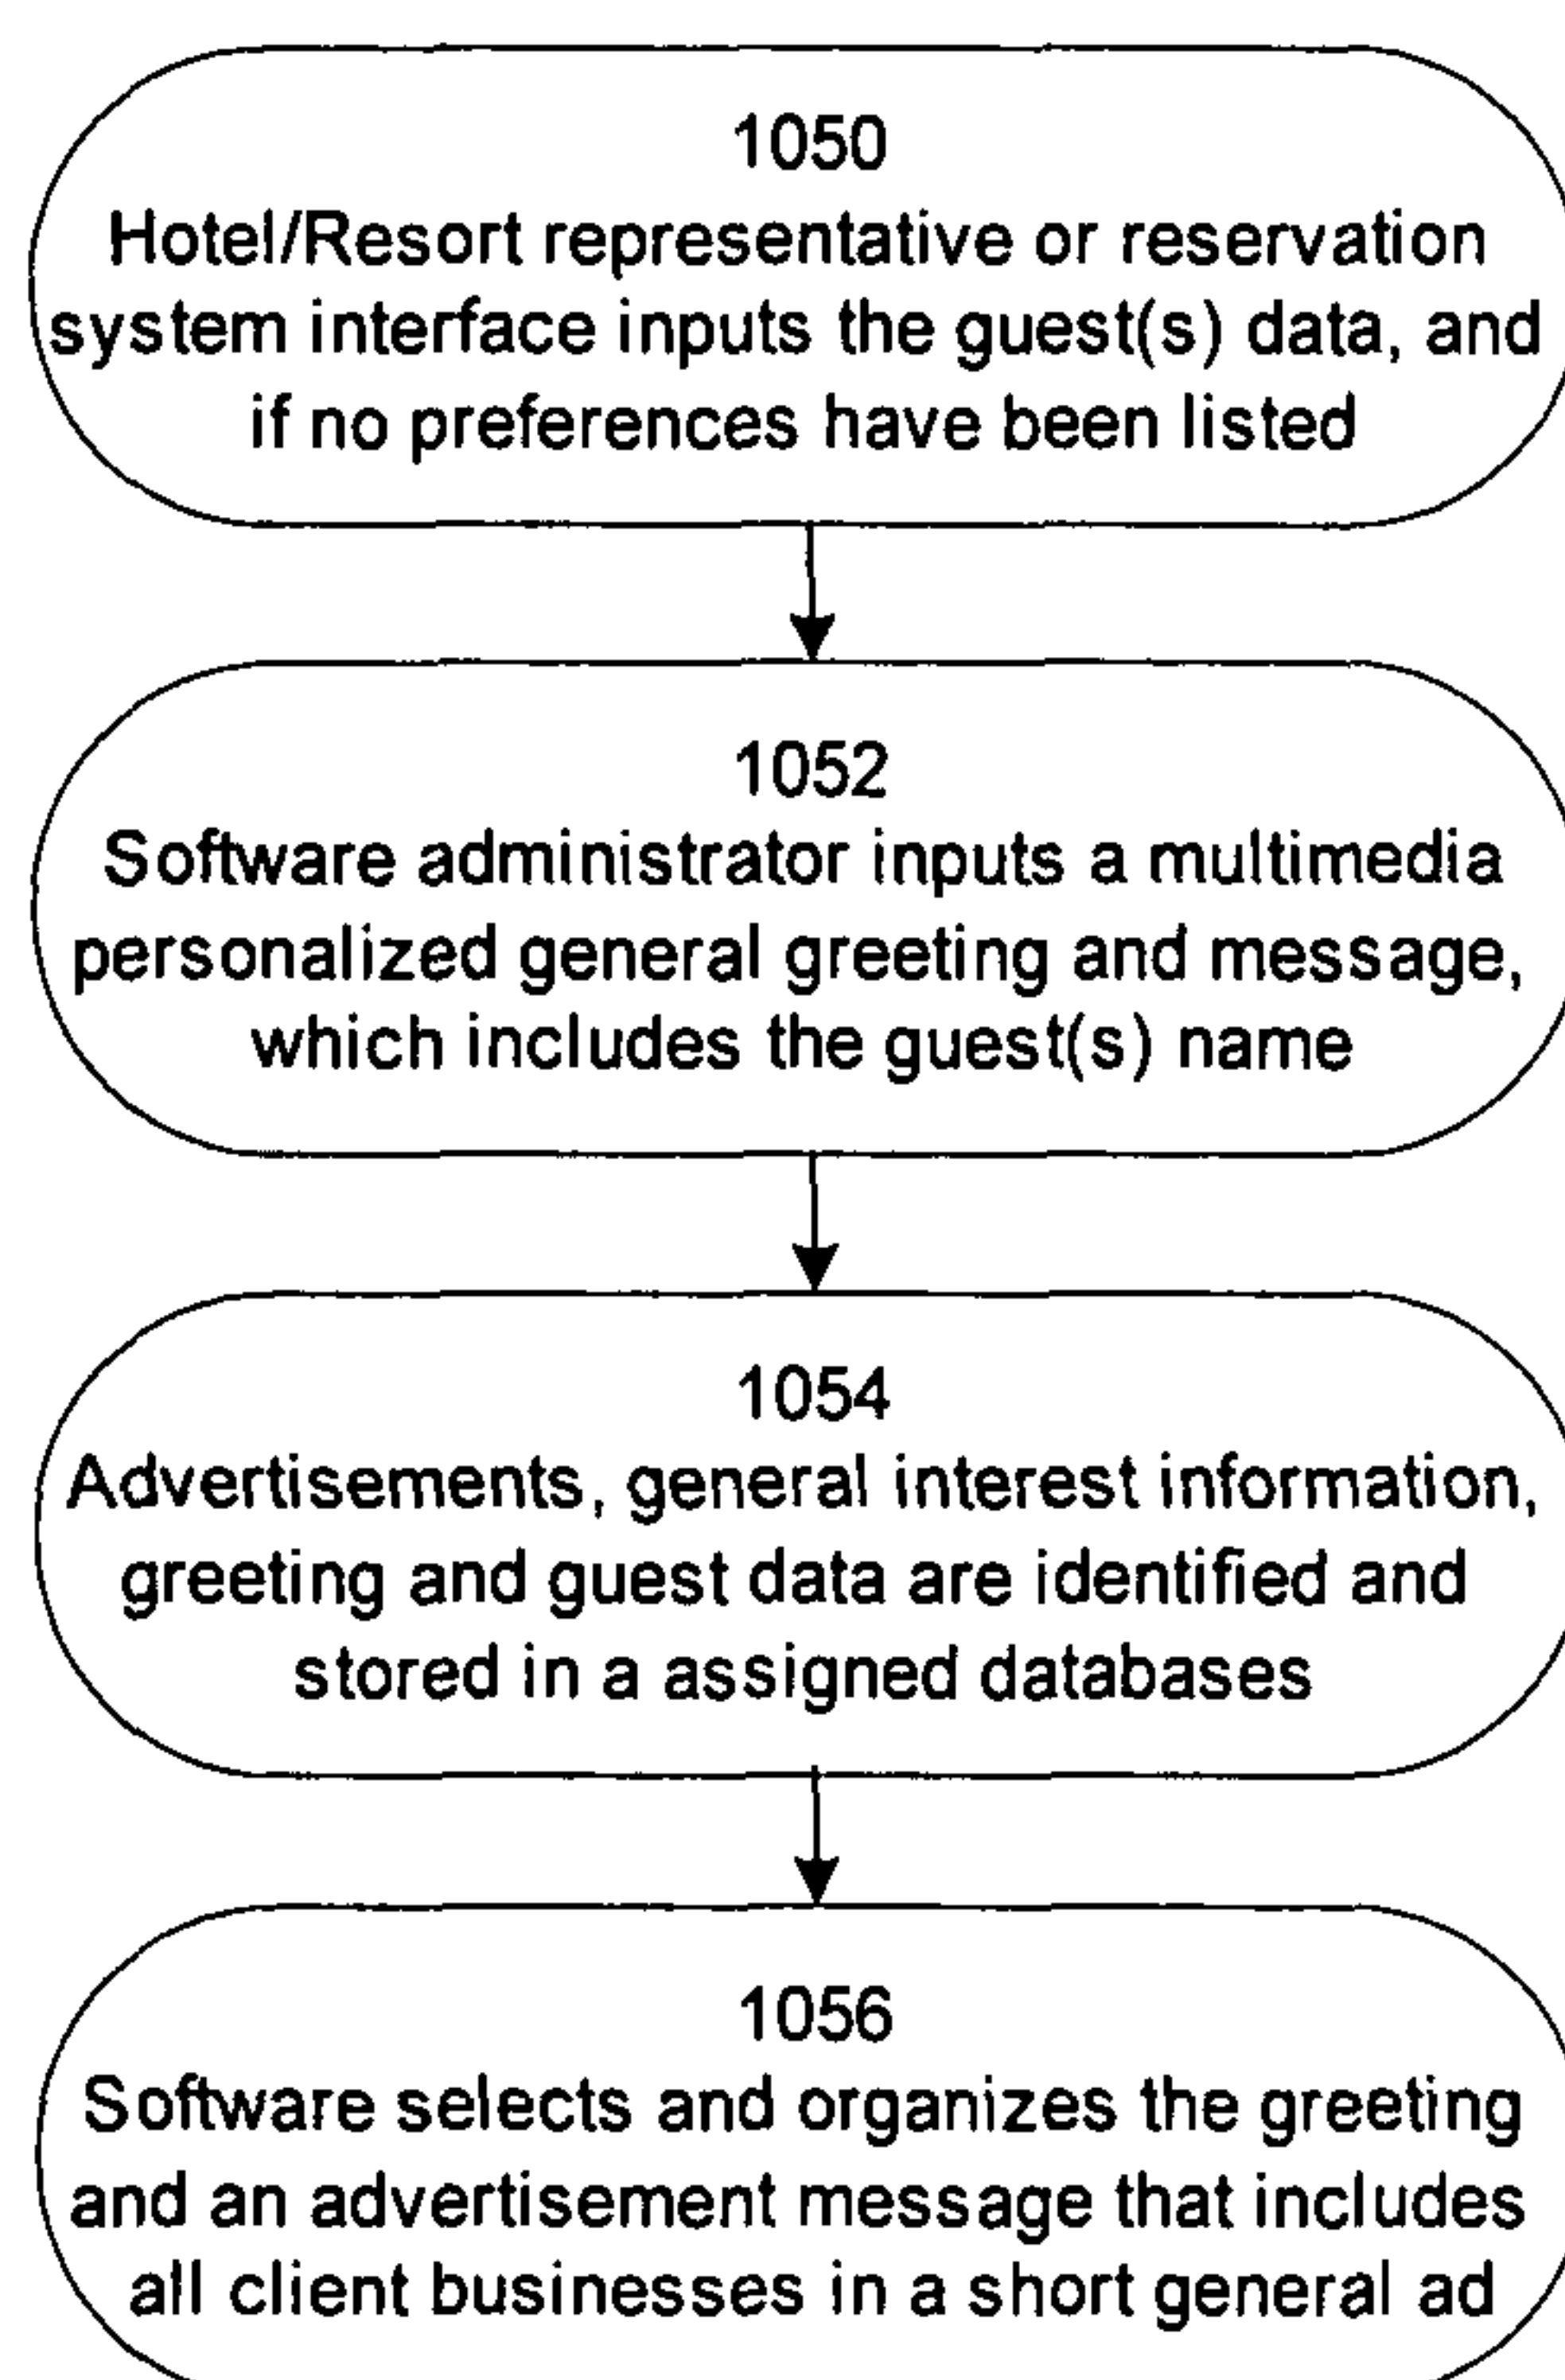 1050
Hotel/Resort representative or reservation
system interface inputs the guest(s) data, and
if no preferences have been listed
1052
Software administrator inputs a multimedia
personalized general greeting and message,
which includes the guest(s) name
1054
Advertisements, general interest information,
greeting and guest data are identified and
stored in a assigned databases
1056
Software selects and organizes the greeting
and an advertisement message that includes
all client businesses in a short general ad